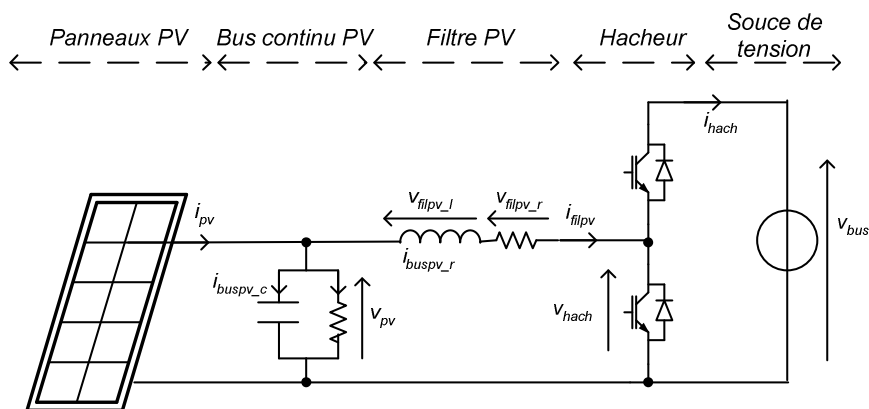 Panneaux PV
Bus continu PV
Filtre PV
Hacheur
Souce de
tension
i_hach
v_filpv_l
v_filpv_r
i_filpv
i_pv
i_buspv_r
v_bus
i_buspv_c
v_pv
v_hach